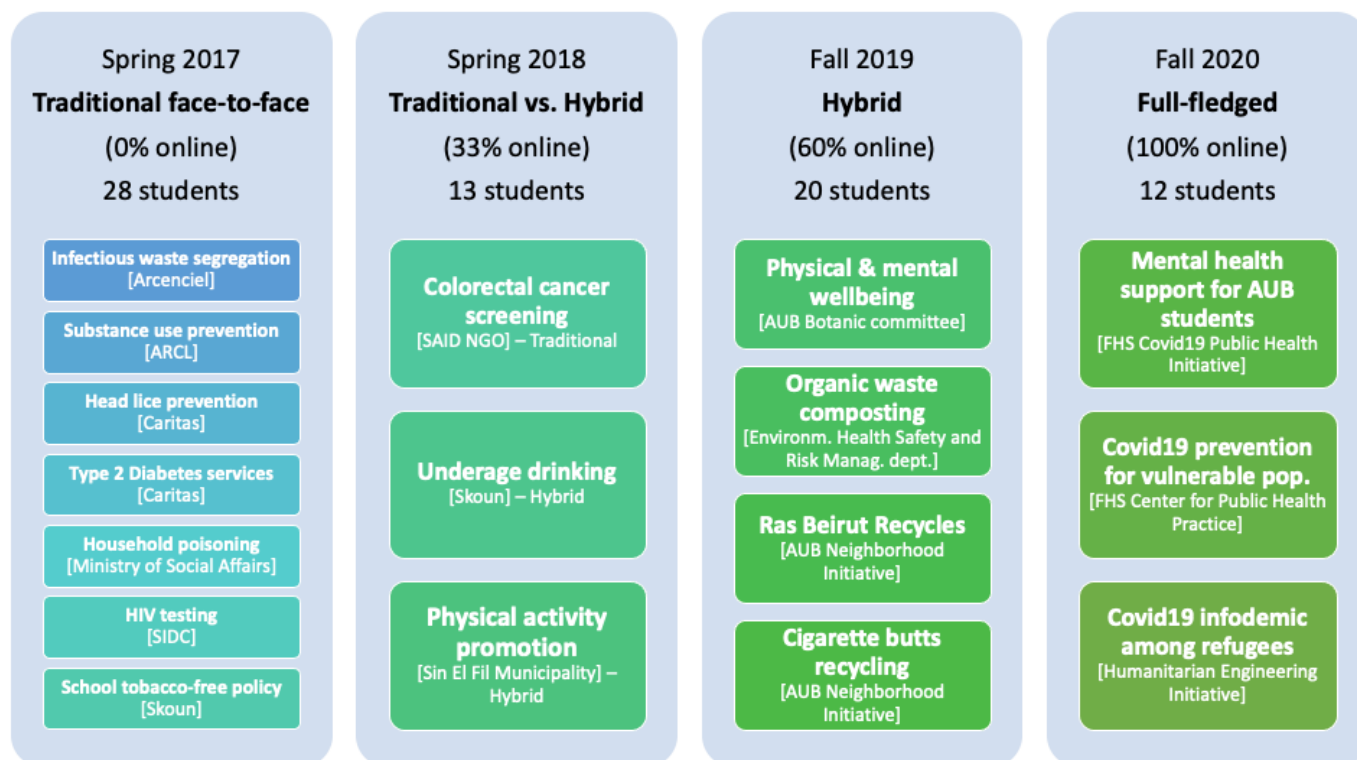 Spring 2017
Traditional face-to-face
(0% online)
28 students
Infectious waste segregation
[Arcenciel]
Substance use prevention
[ARCL]
Head lice prevention
[Caritas]
Type 2 Diabetes services
[Caritas]
Household poisoning
[Ministry of Social Affairs]
HIV testing
[SIDC]
School tobacco-free policy
[Skoun]
Spring 2018
Traditional vs. Hybrid
(33% online)
13 students
Colorectal cancer
screening
[SAID NGO] – Traditional
Underage drinking
[Skoun] – Hybrid
Physical activity
promotion
[Sin El Fil Municipality] –
Hybrid
Fall 2019
Hybrid
(60% online)
20 students
Physical & mental
wellbeing
[AUB Botanic committee]
Organic waste
composting
[Environm. Health Safety and
Risk Manag. dept.]
Ras Beirut Recycles
[AUB Neighborhood
Initiative]
Cigarette butts
recycling
[AUB Neighborhood
Initiative]
Fall 2020
Full-fledged
(100% online)
12 students
Mental health
support for AUB
students
[FHS Covid19 Public Health
Initiative]
Covid19 prevention
for vulnerable pop.
[FHS Center for Public Health
Practice]
Covid19 infodemic
among refugees
[Humanitarian Engineering
Initiative]